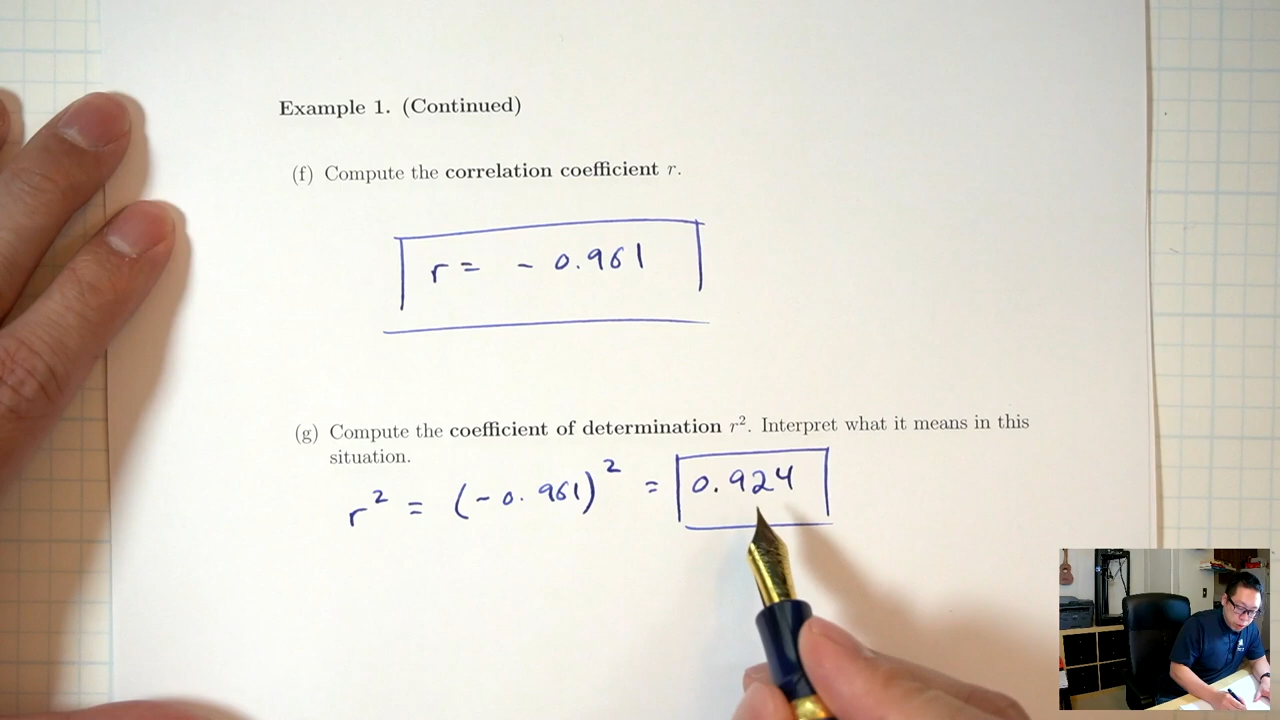 Example 1. (Continued)
(f) Compute the correlation coefficient r.
r = - 0.961
(g) Compute the coefficient of determination r². Interpret what it means in this
situation.
r² = (-0.961)² = 0.924